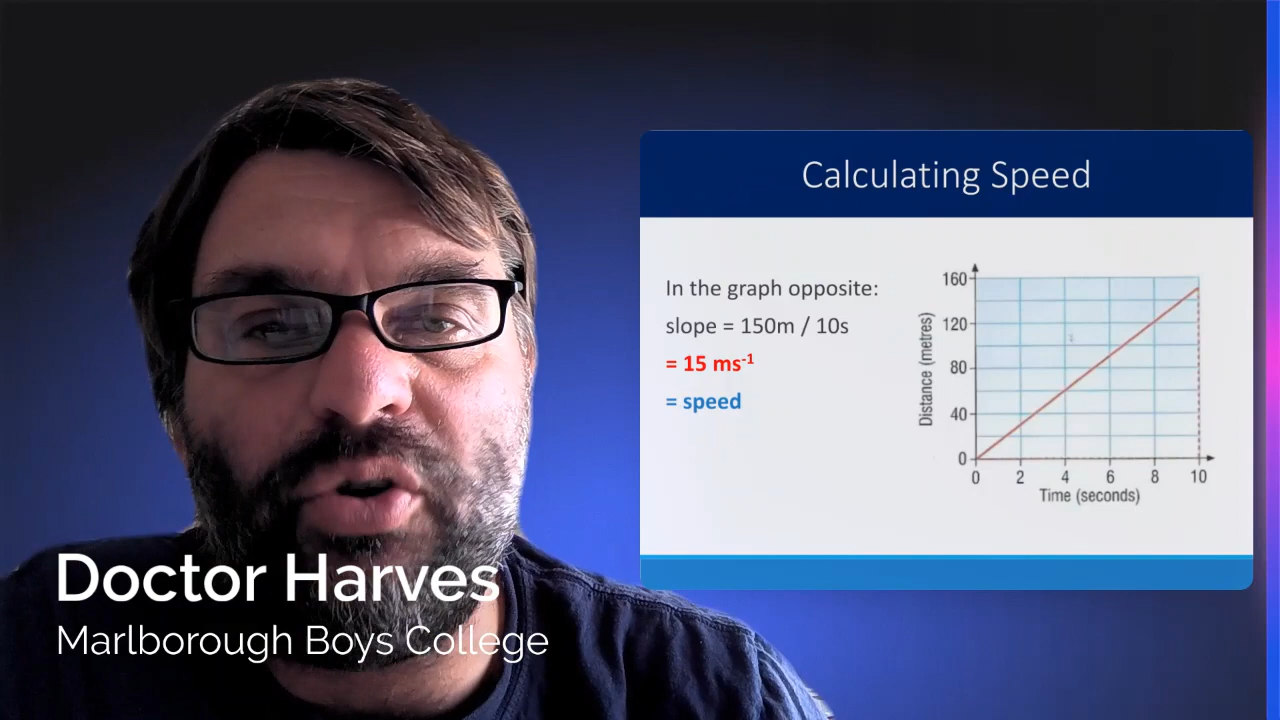 Calculating Speed
In the graph opposite:
slope = 150m / 10s
= 15 ms⁻¹
= speed
Distance (metres)
160
120
80
40
0
0 2 4 6 8 10
Time (seconds)
Doctor Harves
Marlborough Boys College